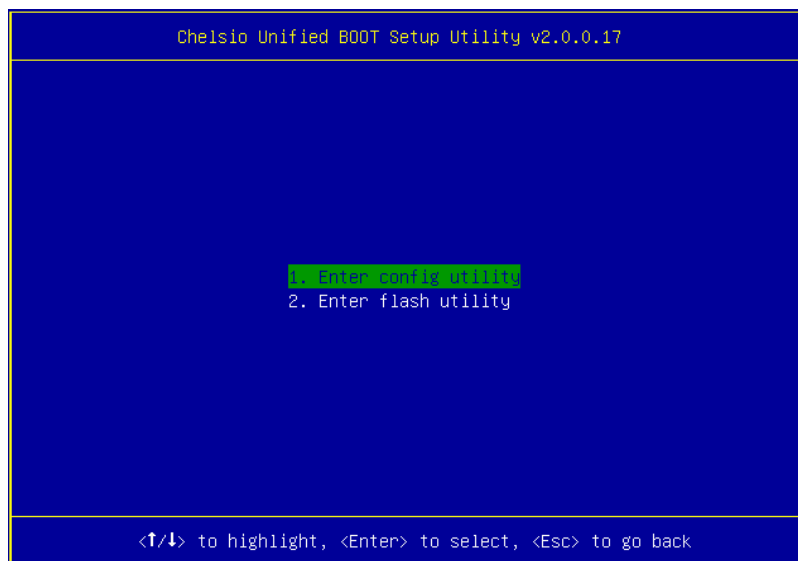 Chelsio Unified BOOT Setup Utility v2.0.0.17
1. Enter config utility
2. Enter flash utility
<↑/↓> to highlight, <Enter> to select, <Esc> to go back